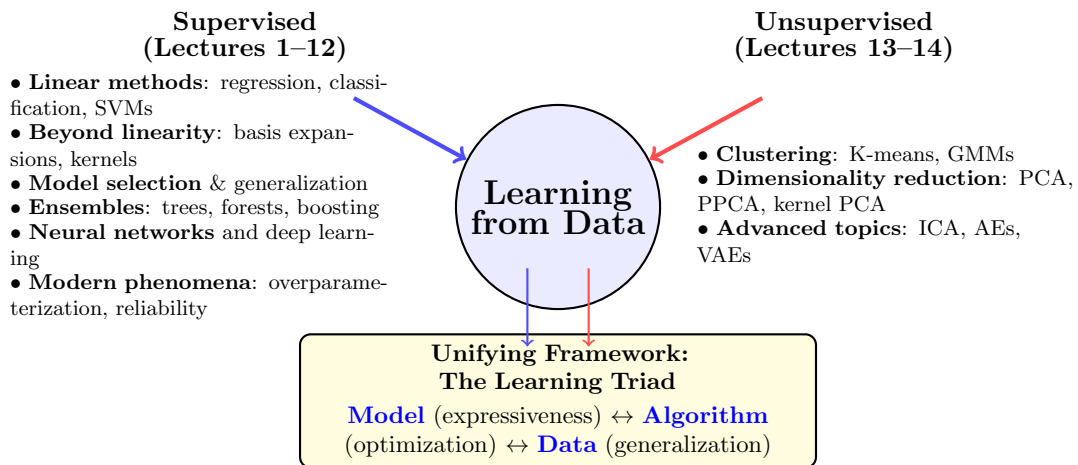 Supervised
(Lectures 1–12)
• Linear methods: regression, classi-
fication, SVMs
• Beyond linearity: basis expan-
sions, kernels
• Model selection & generalization
• Ensembles: trees, forests, boosting
• Neural networks and deep learn-
ing
• Modern phenomena: overparame-
terization, reliability
Learning
from Data
Unsupervised
(Lectures 13–14)
• Clustering: K-means, GMMs
• Dimensionality reduction: PCA,
PPCA, kernel PCA
• Advanced topics: ICA, AEs,
VAEs
Unifying Framework:
The Learning Triad
Model (expressiveness) ↔ Algorithm
(optimization) ↔ Data (generalization)